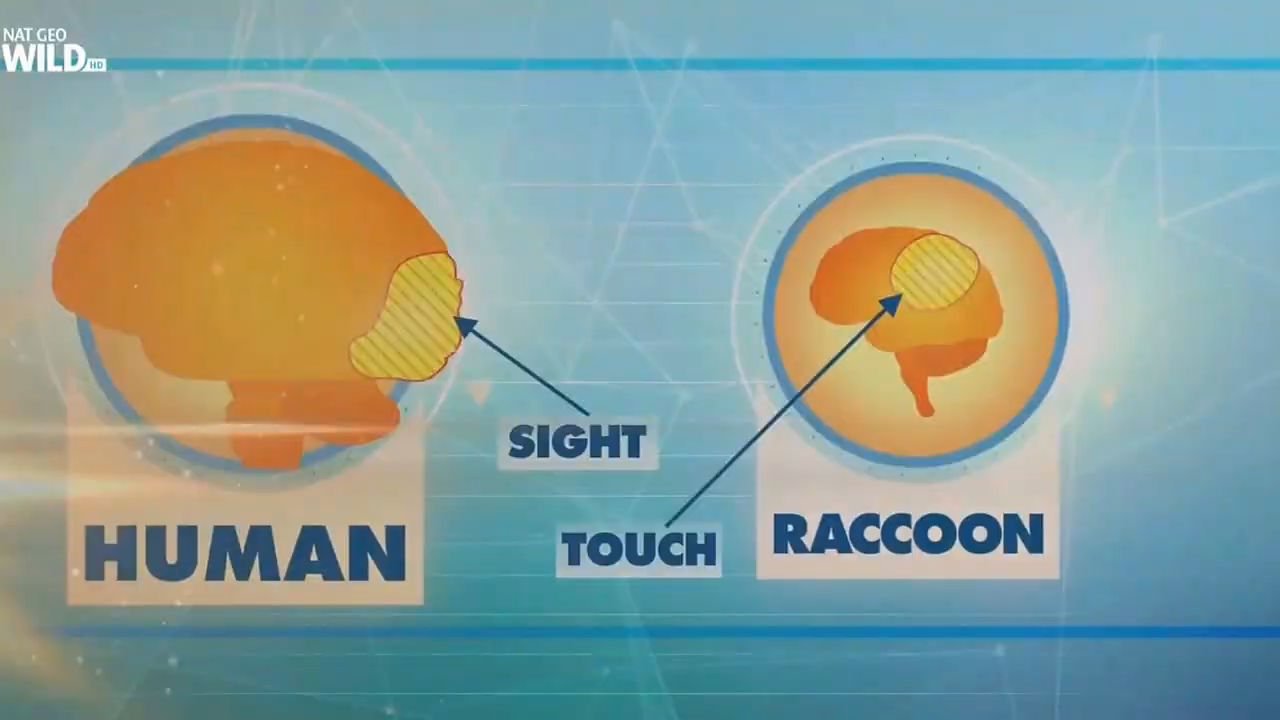 NAT GEO
WILD HD
SIGHT
HUMAN
TOUCH
RACCOON